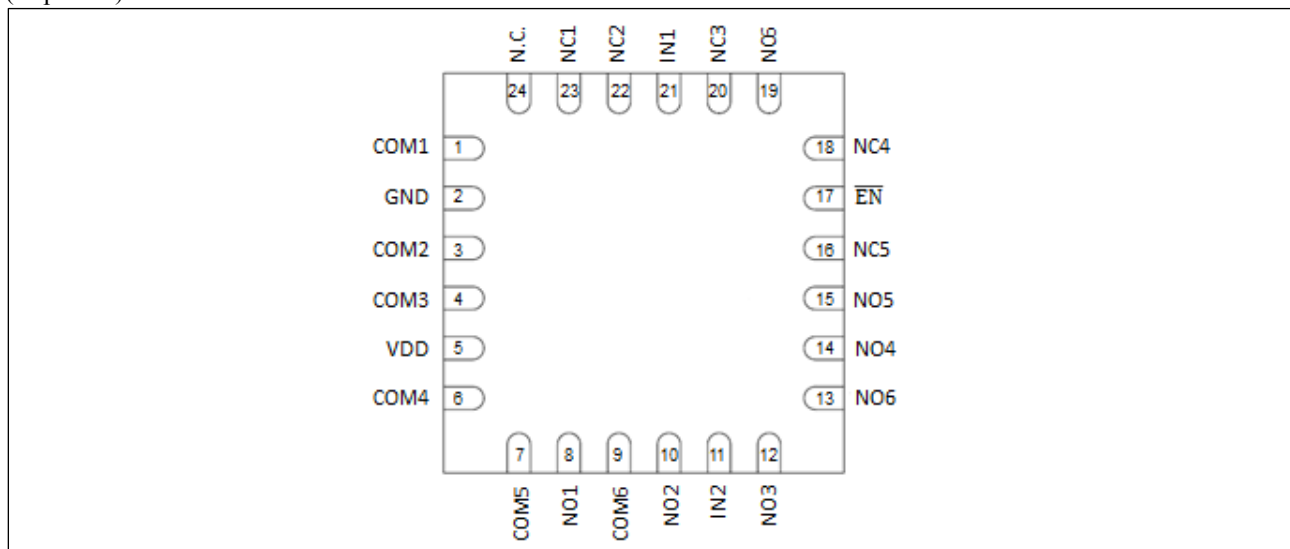 N.C. NC1 NC2 IN1 NC3 NO6
24 23 22 21 20 19
COM1 1 18 NC4
GND 2 17 EN
COM2 3 16 NC5
COM3 4 15 NO5
VDD 5 14 NO4
COM4 6 13 NO6
7 8 9 10 11 12
COM5 NO1 COM6 NO2 IN2 NO3